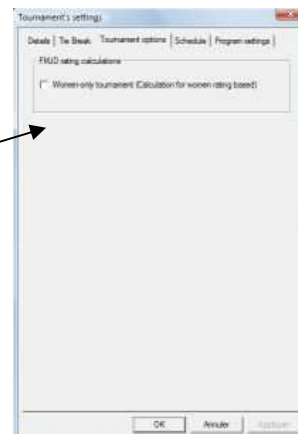 Tournament's settings
Details | Tie Break | Tournament options | Schedule | Program settings
FMJD rating calculations
Women-only tournament (Calculation for women rating based)
OK Annuler Appliquer